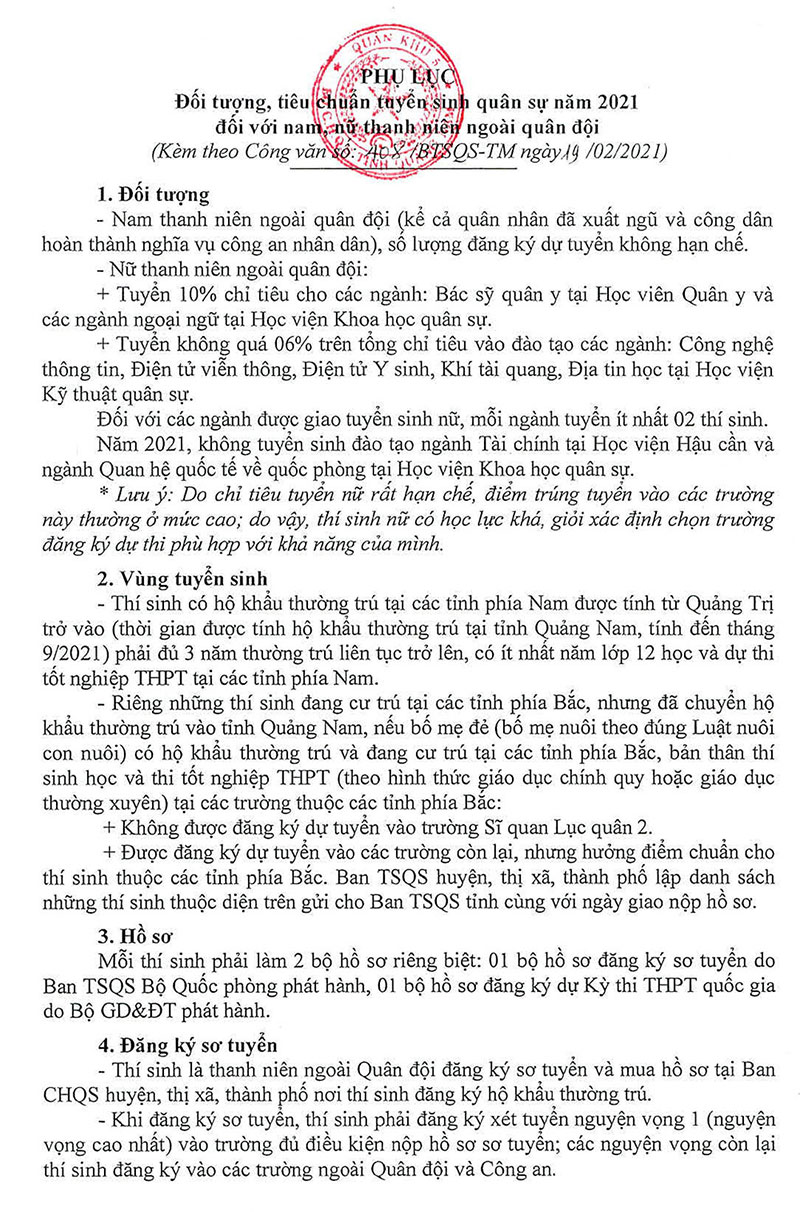 QUÂN KHU 5
PHỤ LỤC
Đối tượng, tiêu chuẩn tuyển sinh quân sự năm 2021
đối với nam, nữ thanh niên ngoài quân đội
(Kèm theo Công văn số: /BTSQS-TM ngày 19 /02/2021)
1. Đối tượng
- Nam thanh niên ngoài quân đội (kể cả quân nhân đã xuất ngũ và công dân
hoàn thành nghĩa vụ công an nhân dân), số lượng đăng ký dự tuyển không hạn chế.
- Nữ thanh niên ngoài quân đội:
+ Tuyển 10% chỉ tiêu cho các ngành: Bác sỹ quân y tại Học viên Quân y và
các ngành ngoại ngữ tại Học viện Khoa học quân sự.
+ Tuyển không quá 06% trên tổng chỉ tiêu vào đào tạo các ngành: Công nghệ
thông tin, Điện tử viễn thông, Điện tử Y sinh, Khí tài quang, Địa tin học tại Học viện
Kỹ thuật quân sự.
Đối với các ngành được giao tuyển sinh nữ, mỗi ngành tuyển ít nhất 02 thí sinh.
Năm 2021, không tuyển sinh đào tạo ngành Tài chính tại Học viện Hậu cần và
ngành Quan hệ quốc tế về quốc phòng tại Học viện Khoa học quân sự.
* Lưu ý: Do chỉ tiêu tuyển nữ rất hạn chế, điểm trúng tuyển vào các trường
này thường ở mức cao; do vậy, thí sinh nữ có học lực khá, giỏi xác định chọn trường
đăng ký dự thi phù hợp với khả năng của mình.
2. Vùng tuyển sinh
- Thí sinh có hộ khẩu thường trú tại các tỉnh phía Nam được tính từ Quảng Trị
trở vào (thời gian được tính hộ khẩu thường trú tại tỉnh Quảng Nam, tính đến tháng
9/2021) phải đủ 3 năm thường trú liên tục trở lên, có ít nhất năm lớp 12 học và dự thi
tốt nghiệp THPT tại các tỉnh phía Nam.
- Riêng những thí sinh đang cư trú tại các tỉnh phía Bắc, nhưng đã chuyển hộ
khẩu thường trú vào tỉnh Quảng Nam, nếu bố mẹ đẻ (bố mẹ nuôi theo đúng Luật nuôi
con nuôi) có hộ khẩu thường trú và đang cư trú tại các tỉnh phía Bắc, bản thân thí
sinh học và thi tốt nghiệp THPT (theo hình thức giáo dục chính quy hoặc giáo dục
thường xuyên) tại các trường thuộc các tỉnh phía Bắc:
+ Không được đăng ký dự tuyển vào trường Sĩ quan Lục quân 2.
+ Được đăng ký dự tuyển vào các trường còn lại, nhưng hưởng điểm chuẩn cho
thí sinh thuộc các tỉnh phía Bắc. Ban TSQS huyện, thị xã, thành phố lập danh sách
những thí sinh thuộc diện trên gửi cho Ban TSQS tỉnh cùng với ngày giao nộp hồ sơ.
3. Hồ sơ
Mỗi thí sinh phải làm 2 bộ hồ sơ riêng biệt: 01 bộ hồ sơ đăng ký sơ tuyển do
Ban TSQS Bộ Quốc phòng phát hành, 01 bộ hồ sơ đăng ký dự Kỳ thi THPT quốc gia
do Bộ GD&ĐT phát hành.
4. Đăng ký sơ tuyển
- Thí sinh là thanh niên ngoài Quân đội đăng ký sơ tuyển và mua hồ sơ tại Ban
CHQS huyện, thị xã, thành phố nơi thí sinh đăng ký hộ khẩu thường trú.
- Khi đăng ký sơ tuyển, thí sinh phải đăng ký xét tuyển nguyện vọng 1 (nguyện
vọng cao nhất) vào trường đủ điều kiện nộp hồ sơ sơ tuyển; các nguyện vọng còn lại
thí sinh đăng ký vào các trường ngoài Quân đội và Công an.